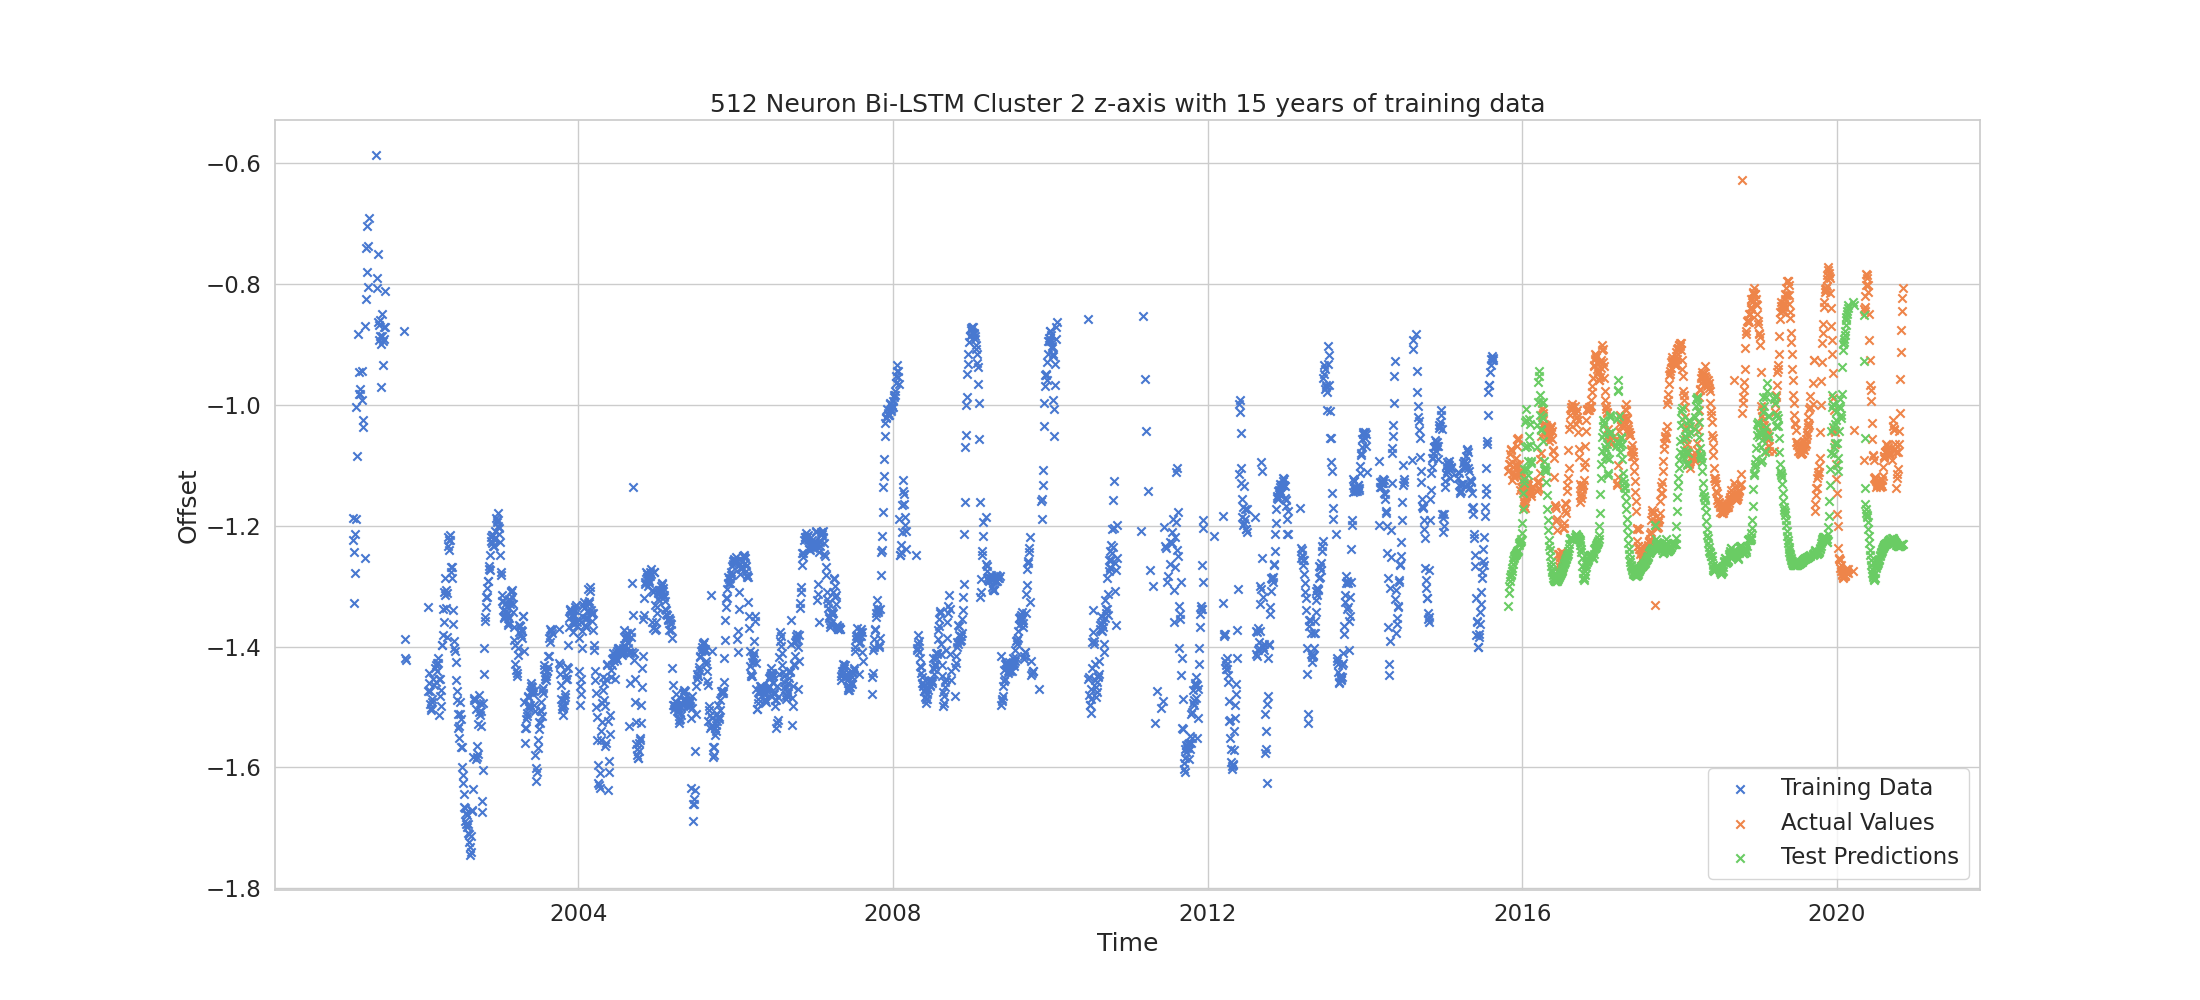 512 Neuron Bi-LSTM Cluster 2 z-axis with 15 years of training data
−0.6
−0.8
−1.0
−1.2
−1.4
−1.6
−1.8
Offset
2004 2008 2012 2016 2020
Time
Training Data
Actual Values
Test Predictions